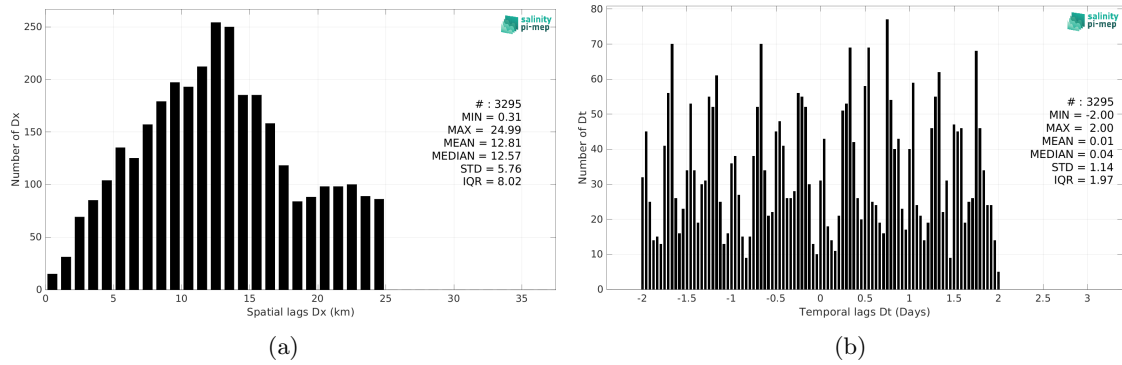 250
200
150
100
50
0
Number of Dx
0 5 10 15 20 25 30 35
Spatial lags Dx (km)
salinity
pi-mep
# : 3295
MIN = 0.31
MAX = 24.99
MEAN = 12.81
MEDIAN = 12.57
STD = 5.76
IQR = 8.02
(a)
80
70
60
50
40
30
20
10
0
Number of Dt
-2 -1.5 -1 -0.5 0 0.5 1 1.5 2 2.5 3
Temporal lags Dt (Days)
salinity
pi-mep
# : 3295
MIN = -2.00
MAX = 2.00
MEAN = 0.01
MEDIAN = 0.04
STD = 1.14
IQR = 1.97
(b)